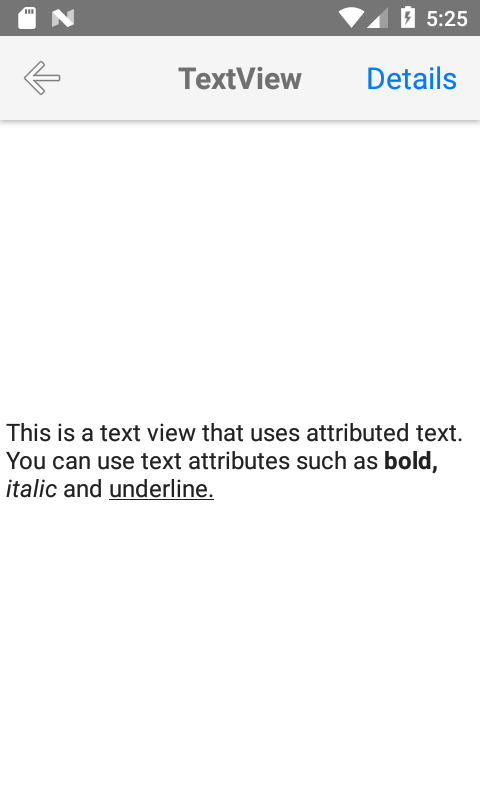 5:25
TextView
Details
This is a text view that uses attributed text.
You can use text attributes such as bold,
italic and underline.